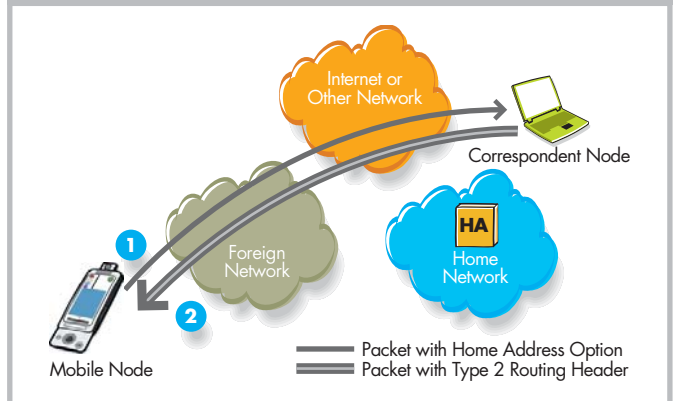 Internet or
Other Network
Correspondent Node
HA
Home
Network
1
Foreign
Network
2
Mobile Node
Packet with Home Address Option
Packet with Type 2 Routing Header